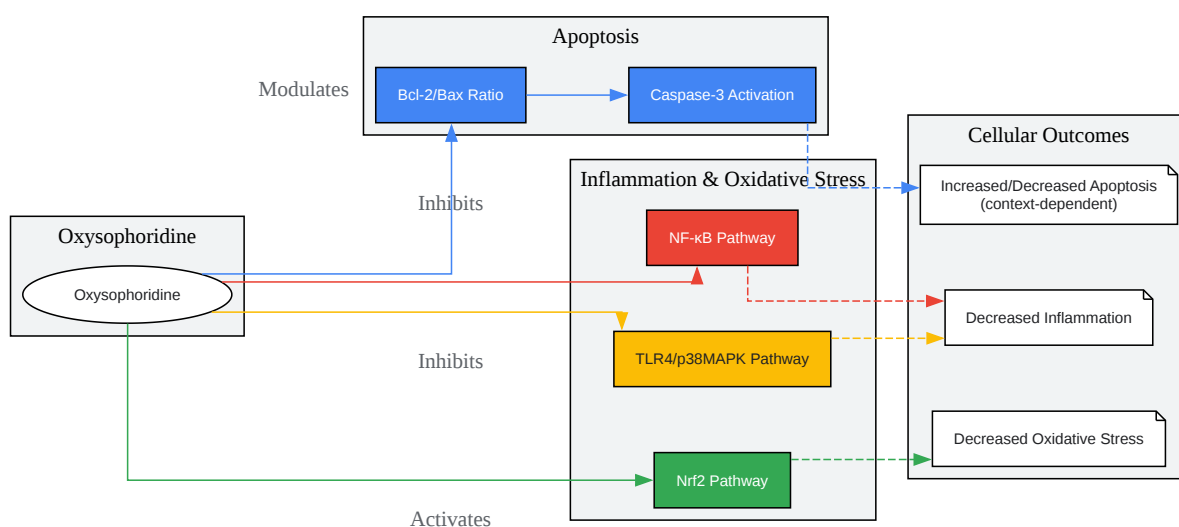 Apoptosis
Modulates
Bcl-2/Bax Ratio
Caspase-3 Activation
Cellular Outcomes
Inflammation & Oxidative Stress
Increased/Decreased Apoptosis
(context-dependent)
Inhibits
Oxysophoridine
NF-κB Pathway
Oxysophoridine
Decreased Inflammation
Inhibits
TLR4/p38MAPK Pathway
Decreased Oxidative Stress
Nrf2 Pathway
Activates